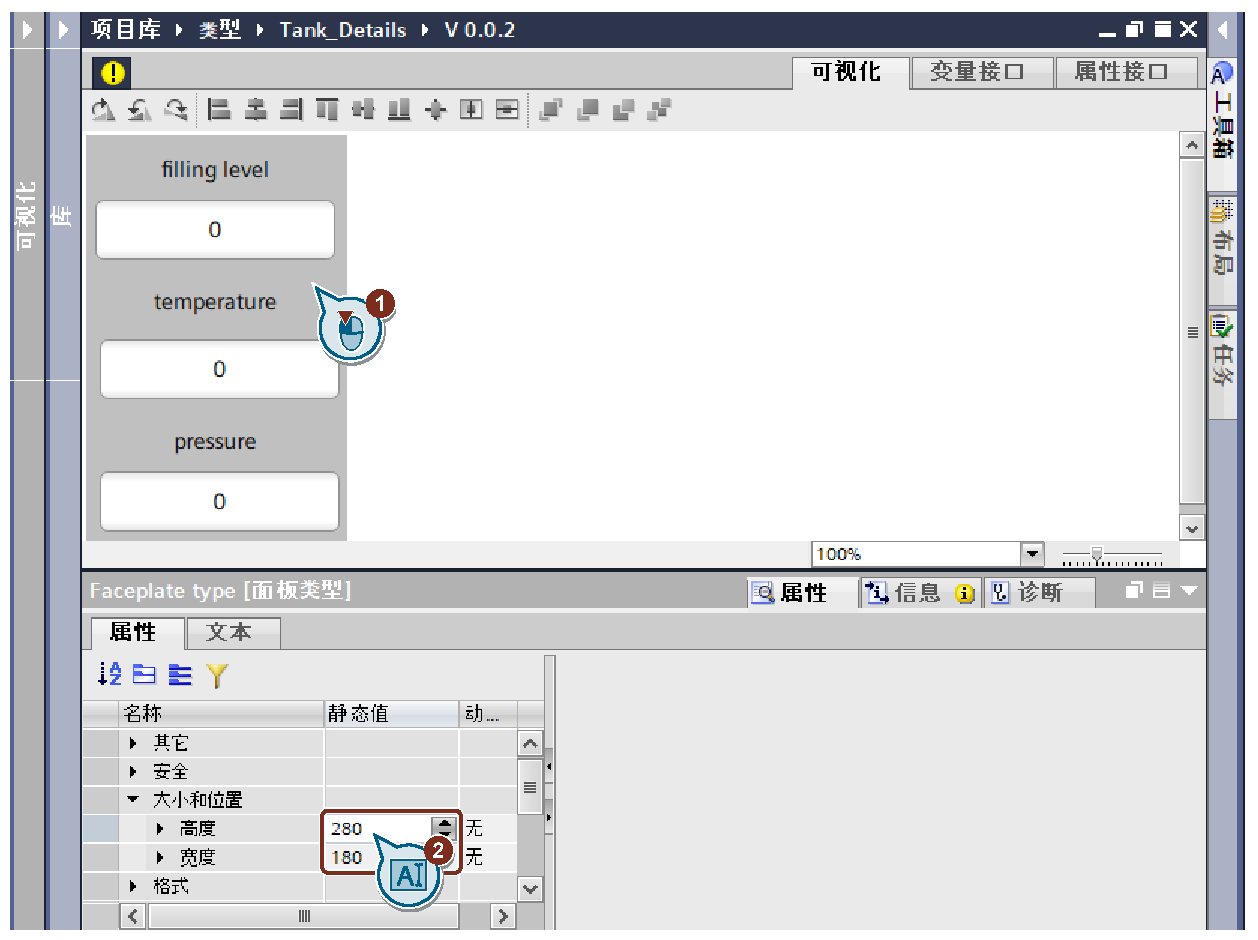 项目库 ▸ 类型 ▸ Tank_Details ▸ V 0.0.2
可视化 变量接口 属性接口
filling level
0
temperature
1
0
pressure
0
100%
可视化
库
工具箱
布局
任务
Faceplate type [面板类型]
属性 信息 诊断
属性 文本
名称 静态值 动...
其它
安全
大小和位置
高度 280 无
宽度 180 无
2
AI
格式